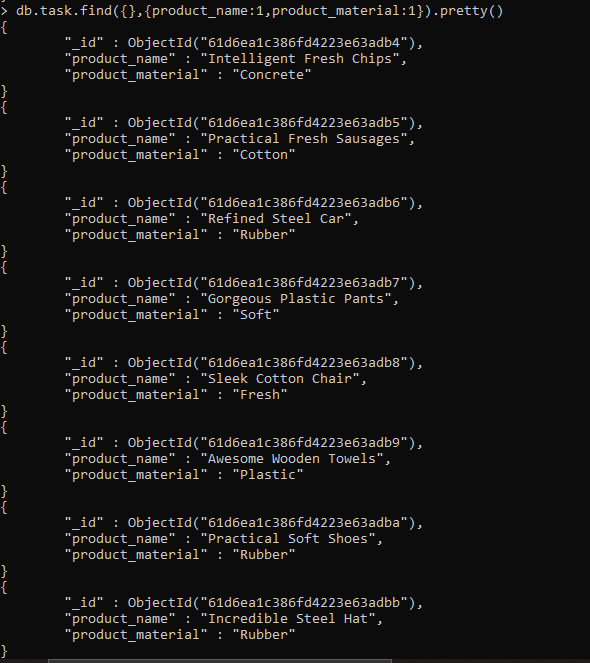 > db.task.find({},{product_name:1,product_material:1}).pretty()
{
        "_id" : ObjectId("61d6ea1c386fd4223e63adb4"),
        "product_name" : "Intelligent Fresh Chips",
        "product_material" : "Concrete"
}
{
        "_id" : ObjectId("61d6ea1c386fd4223e63adb5"),
        "product_name" : "Practical Fresh Sausages",
        "product_material" : "Cotton"
}
{
        "_id" : ObjectId("61d6ea1c386fd4223e63adb6"),
        "product_name" : "Refined Steel Car",
        "product_material" : "Rubber"
}
{
        "_id" : ObjectId("61d6ea1c386fd4223e63adb7"),
        "product_name" : "Gorgeous Plastic Pants",
        "product_material" : "Soft"
}
{
        "_id" : ObjectId("61d6ea1c386fd4223e63adb8"),
        "product_name" : "Sleek Cotton Chair",
        "product_material" : "Fresh"
}
{
        "_id" : ObjectId("61d6ea1c386fd4223e63adb9"),
        "product_name" : "Awesome Wooden Towels",
        "product_material" : "Plastic"
}
{
        "_id" : ObjectId("61d6ea1c386fd4223e63adba"),
        "product_name" : "Practical Soft Shoes",
        "product_material" : "Rubber"
}
{
        "_id" : ObjectId("61d6ea1c386fd4223e63adbb"),
        "product_name" : "Incredible Steel Hat",
        "product_material" : "Rubber"
}